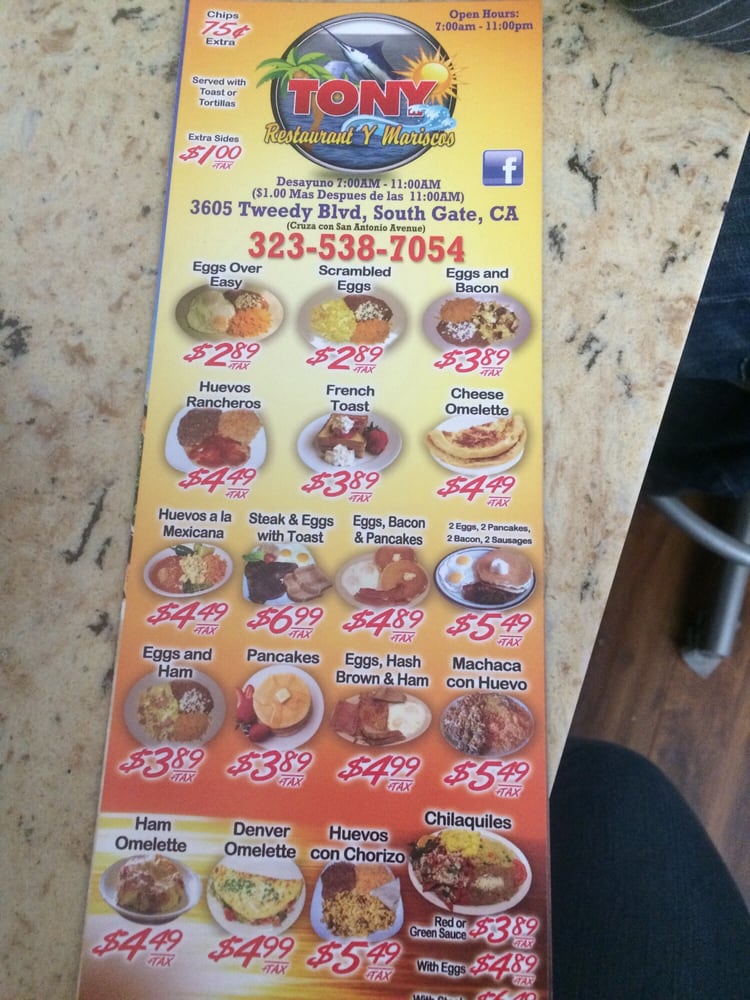 Chips
75¢
Extra
Served with
Toast or
Tortillas
Extra Sides
$1.00
+TAX
Open Hours:
7:00am - 11:00pm
TONY
Restaurant Y Mariscos
f
Desayuno 7:00AM - 11:00AM
($1.00 Mas Despues de las 11:00AM)
3605 Tweedy Blvd, South Gate, CA
(Cruza con San Antonio Avenue)
323-538-7054
Eggs Over
Easy
$2.89
+TAX
Scrambled
Eggs
$2.89
+TAX
Eggs and
Bacon
$3.89
+TAX
Huevos
Rancheros
$4.49
+TAX
French
Toast
$3.89
+TAX
Cheese
Omelette
$4.49
+TAX
Huevos a la
Mexicana
$4.49
+TAX
Steak & Eggs
with Toast
$6.99
+TAX
Eggs, Bacon
& Pancakes
$4.89
+TAX
2 Eggs, 2 Pancakes,
2 Bacon, 2 Sausages
$5.49
+TAX
Eggs and
Ham
$3.89
+TAX
Pancakes
$3.89
+TAX
Eggs, Hash
Brown & Ham
$4.99
+TAX
Machaca
con Huevo
$5.49
+TAX
Ham
Omelette
$4.49
+TAX
Denver
Omelette
$4.99
+TAX
Huevos
con Chorizo
$5.49
+TAX
Chilaquiles
Red or
Green Sauce
$3.89
+TAX
With Eggs
$4.89
+TAX